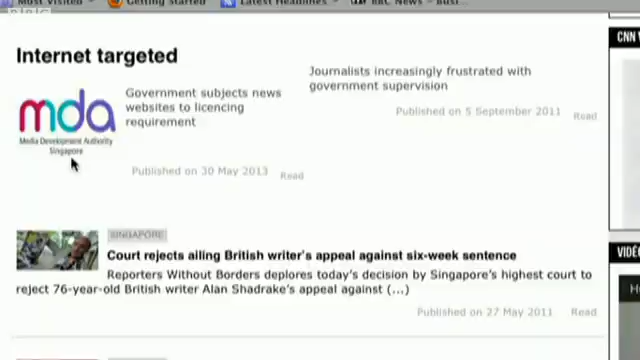 Most Visited
Getting Started
Latest Headlines
BBC News - Busi...
BBC
Internet targeted
CNN
mda
Media Development Authority
Singapore
Government subjects news
websites to licencing
requirement
Published on 30 May 2013
Read
Journalists increasingly frustrated with
government supervision
Published on 5 September 2011
Read
SINGAPORE
Court rejects ailing British writer's appeal against six-week sentence
Reporters Without Borders deplores today's decision by Singapore's highest court to
reject 76-year-old British writer Alan Shadrake's appeal against (...)
Published on 27 May 2011
Read
VIDÉ